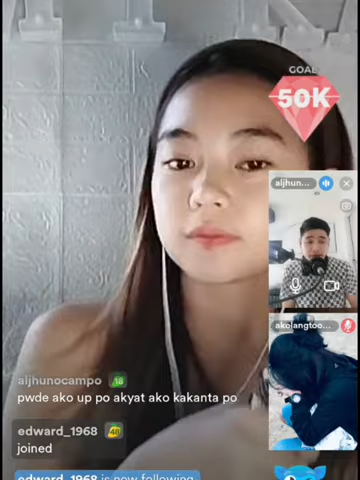 GOAL
50K
aljhun...
akolangtoo...
aljhunocampo 18
pwde ako up po akyat ako kakanta po
edward_1968 48
joined
edward_1968 is now following